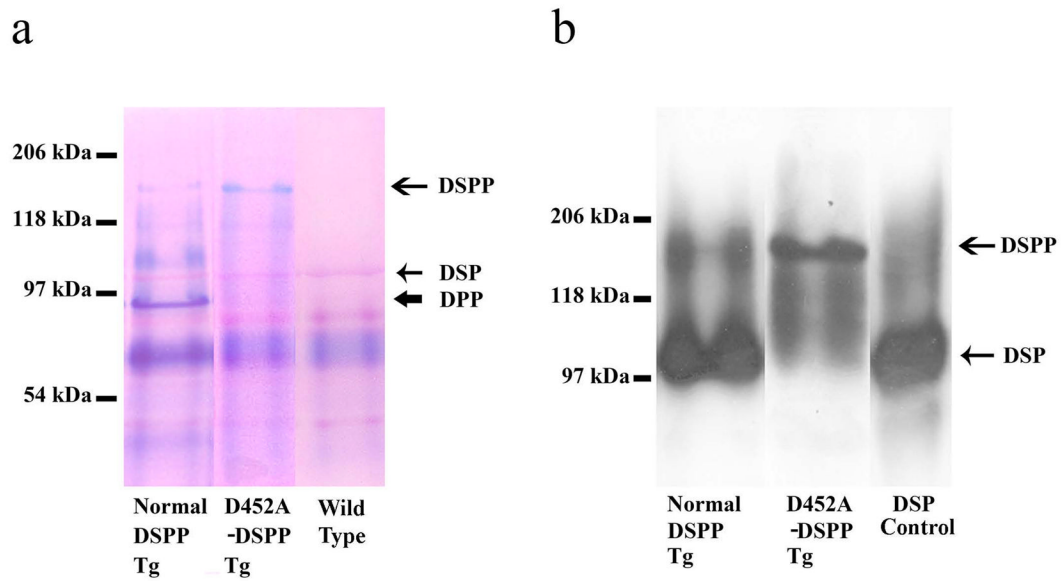 a
206 kDa
118 kDa
97 kDa
54 kDa
DSPP
DSP
DPP
Normal
DSPP
Tg
D452A
-DSPP
Tg
Wild
Type
b
206 kDa
118 kDa
97 kDa
DSPP
DSP
Normal
DSPP
Tg
D452A
-DSPP
Tg
DSP
Control